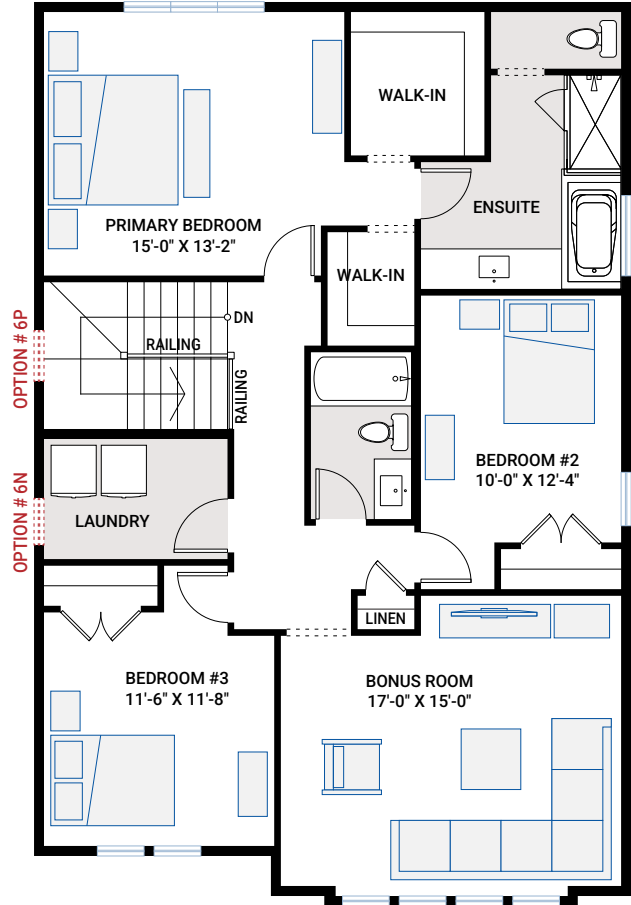 WALK-IN
ENSUITE
PRIMARY BEDROOM
15'-0" X 13'-2"
WALK-IN
DN
RAILING
RAILING
OPTION # 6P
BEDROOM #2
10'-0" X 12'-4"
OPTION # 6N
LAUNDRY
LINEN
BEDROOM #3
11'-6" X 11'-8"
BONUS ROOM
17'-0" X 15'-0"